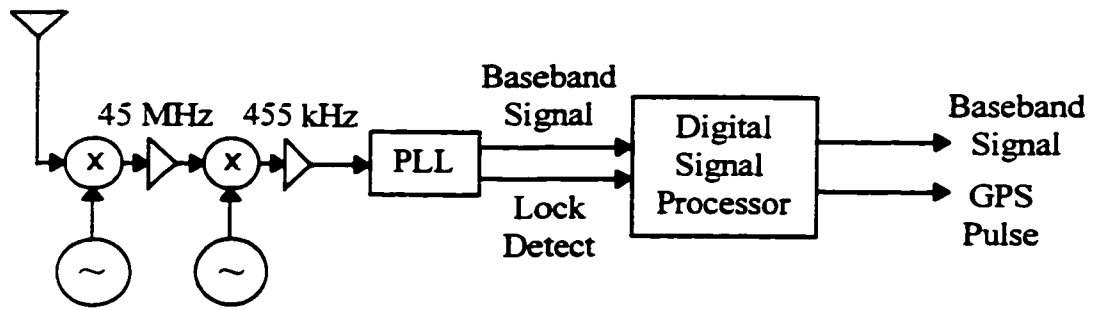 45 MHz
455 kHz
x
x
~
~
PLL
Baseband
Signal
Lock
Detect
Digital
Signal
Processor
Baseband
Signal
GPS
Pulse